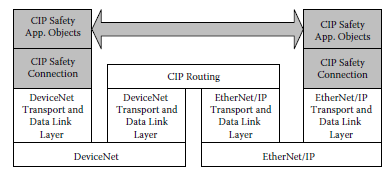 CIP Safety
App. Objects
CIP Safety
App. Objects
CIP Safety
Connection
CIP Routing
CIP Safety
Connection
DeviceNet
Transport and
Data Link
Layer
DeviceNet
Transport and
Data Link
Layer
EtherNet/IP
Transport and
Data Link
Layer
EtherNet/IP
Transport and
Data Link
Layer
DeviceNet
EtherNet/IP